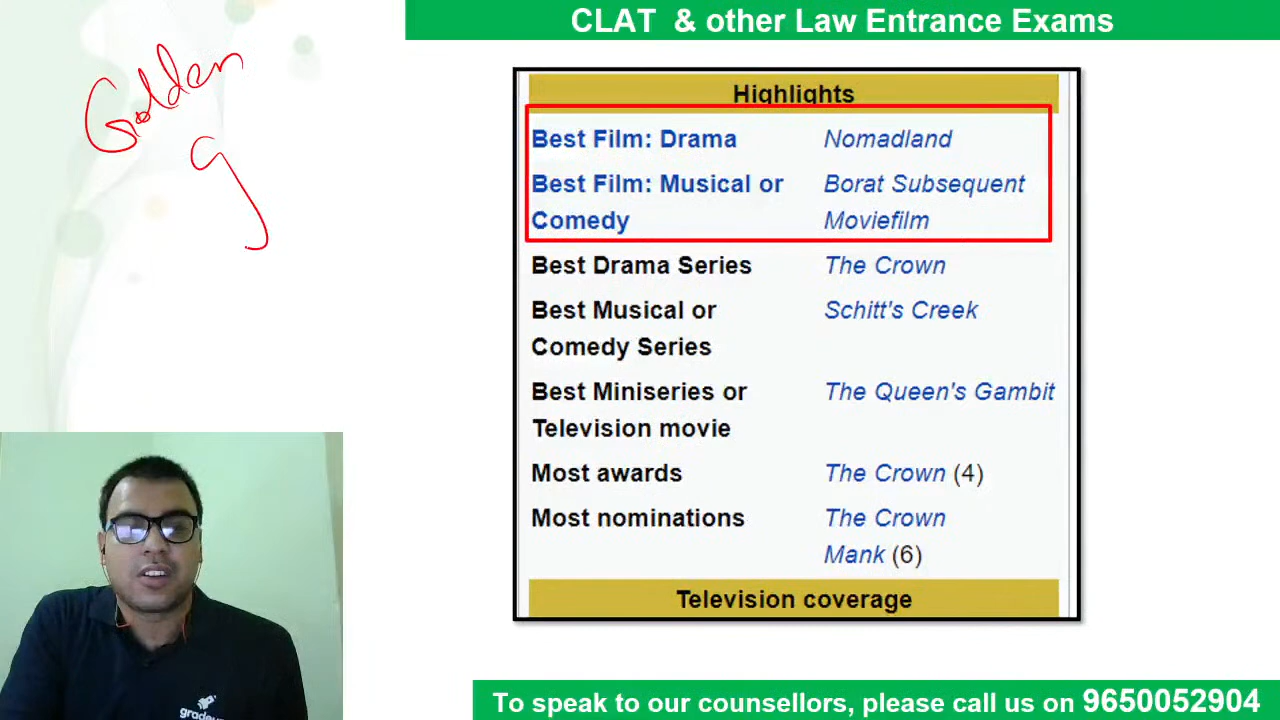 CLAT & other Law Entrance Exams
Golden
g
Highlights
Best Film: Drama Nomadland
Best Film: Musical or Borat Subsequent
Comedy Moviefilm
Best Drama Series The Crown
Best Musical or Schitt's Creek
Comedy Series
Best Miniseries or The Queen's Gambit
Television movie
Most awards The Crown (4)
Most nominations The Crown
Mank (6)
Television coverage
To speak to our counsellors, please call us on 9650052904